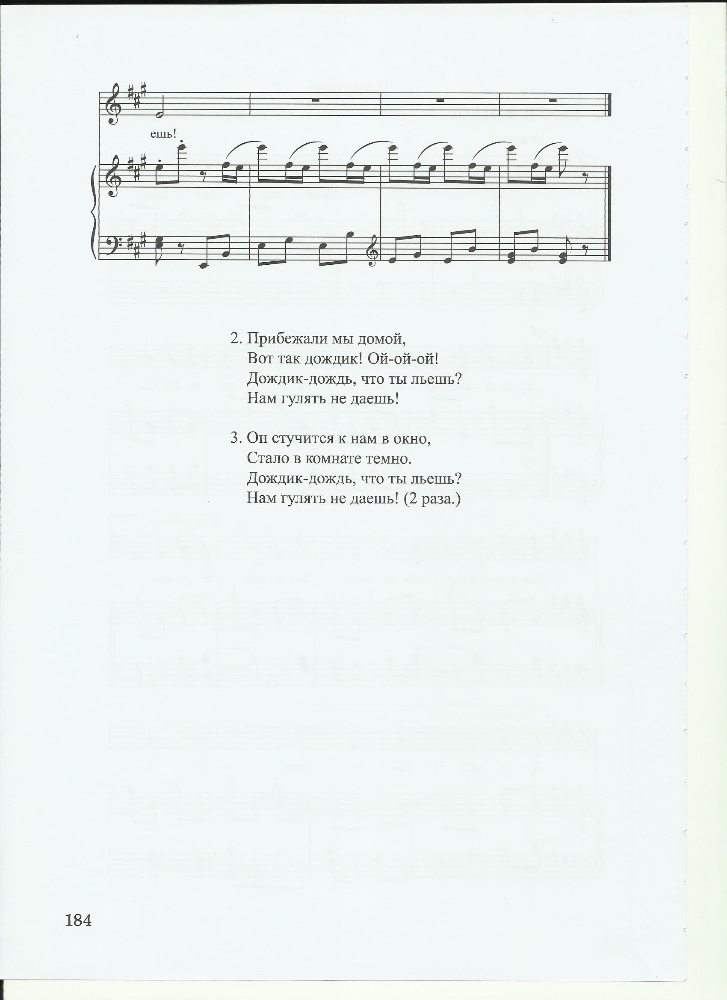 ешь!
2. Прибежали мы домой,
Вот так дождик! Ой-ой-ой!
Дождик-дождь, что ты льешь?
Нам гулять не даешь!
3. Он стучится к нам в окно,
Стало в комнате темно.
Дождик-дождь, что ты льешь?
Нам гулять не даешь! (2 раза.)
184